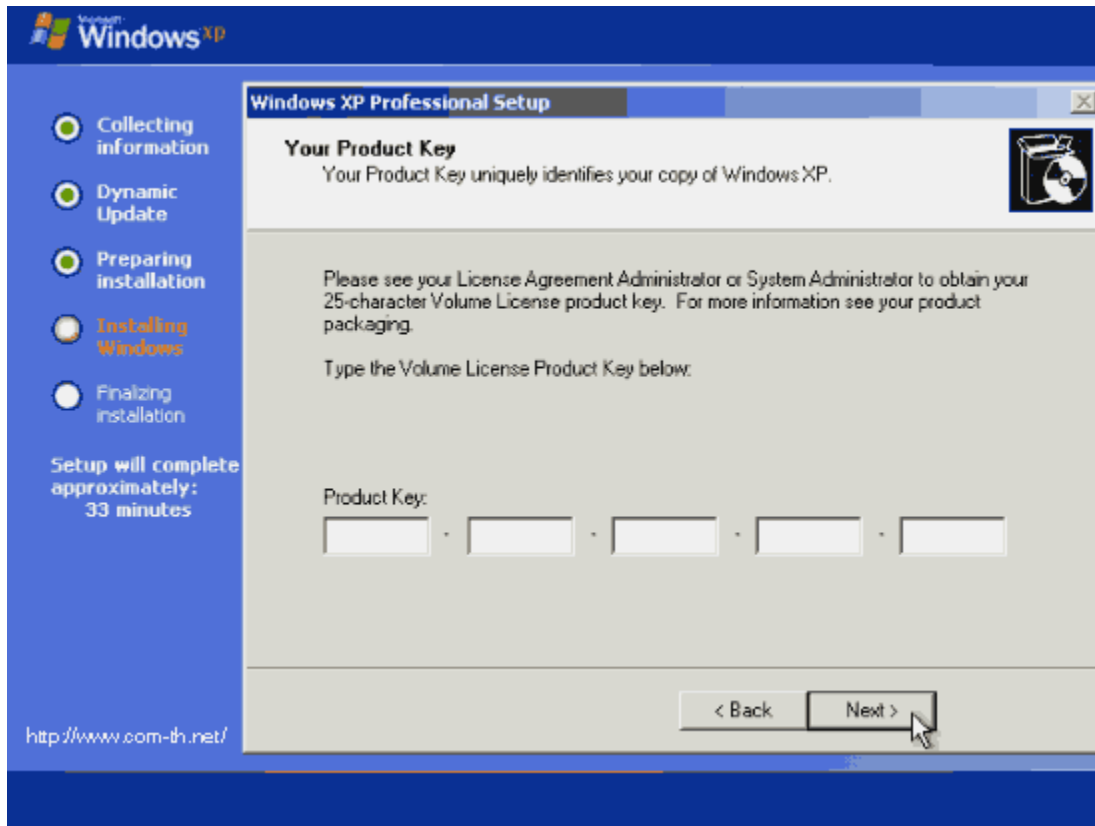 Microsoft
Windows xp
Windows XP Professional Setup
Collecting
information
Dynamic
Update
Preparing
installation
Installing
Windows
Finalizing
installation
Setup will complete
approximately:
33 minutes
http://www.com-th.net/
Your Product Key
Your Product Key uniquely identifies your copy of Windows XP.
Please see your License Agreement Administrator or System Administrator to obtain your
25-character Volume License product key. For more information see your product
packaging.
Type the Volume License Product Key below:
Product Key:
- - - -
< Back
Next >